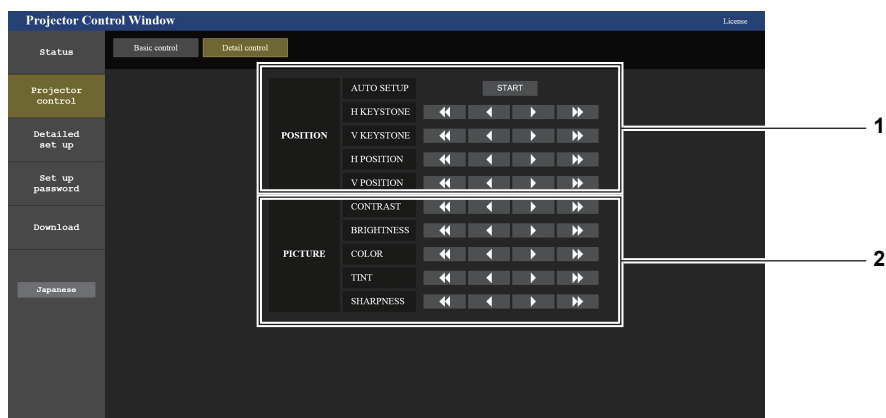 Projector Control Window
License
Status
Basic control
Detail control
Projector
control
Detailed
set up
Set up
password
Download
Japanese
POSITION
AUTO SETUP
START
H KEYSTONE
V KEYSTONE
H POSITION
V POSITION
1
PICTURE
CONTRAST
BRIGHTNESS
COLOR
TINT
SHARPNESS
2